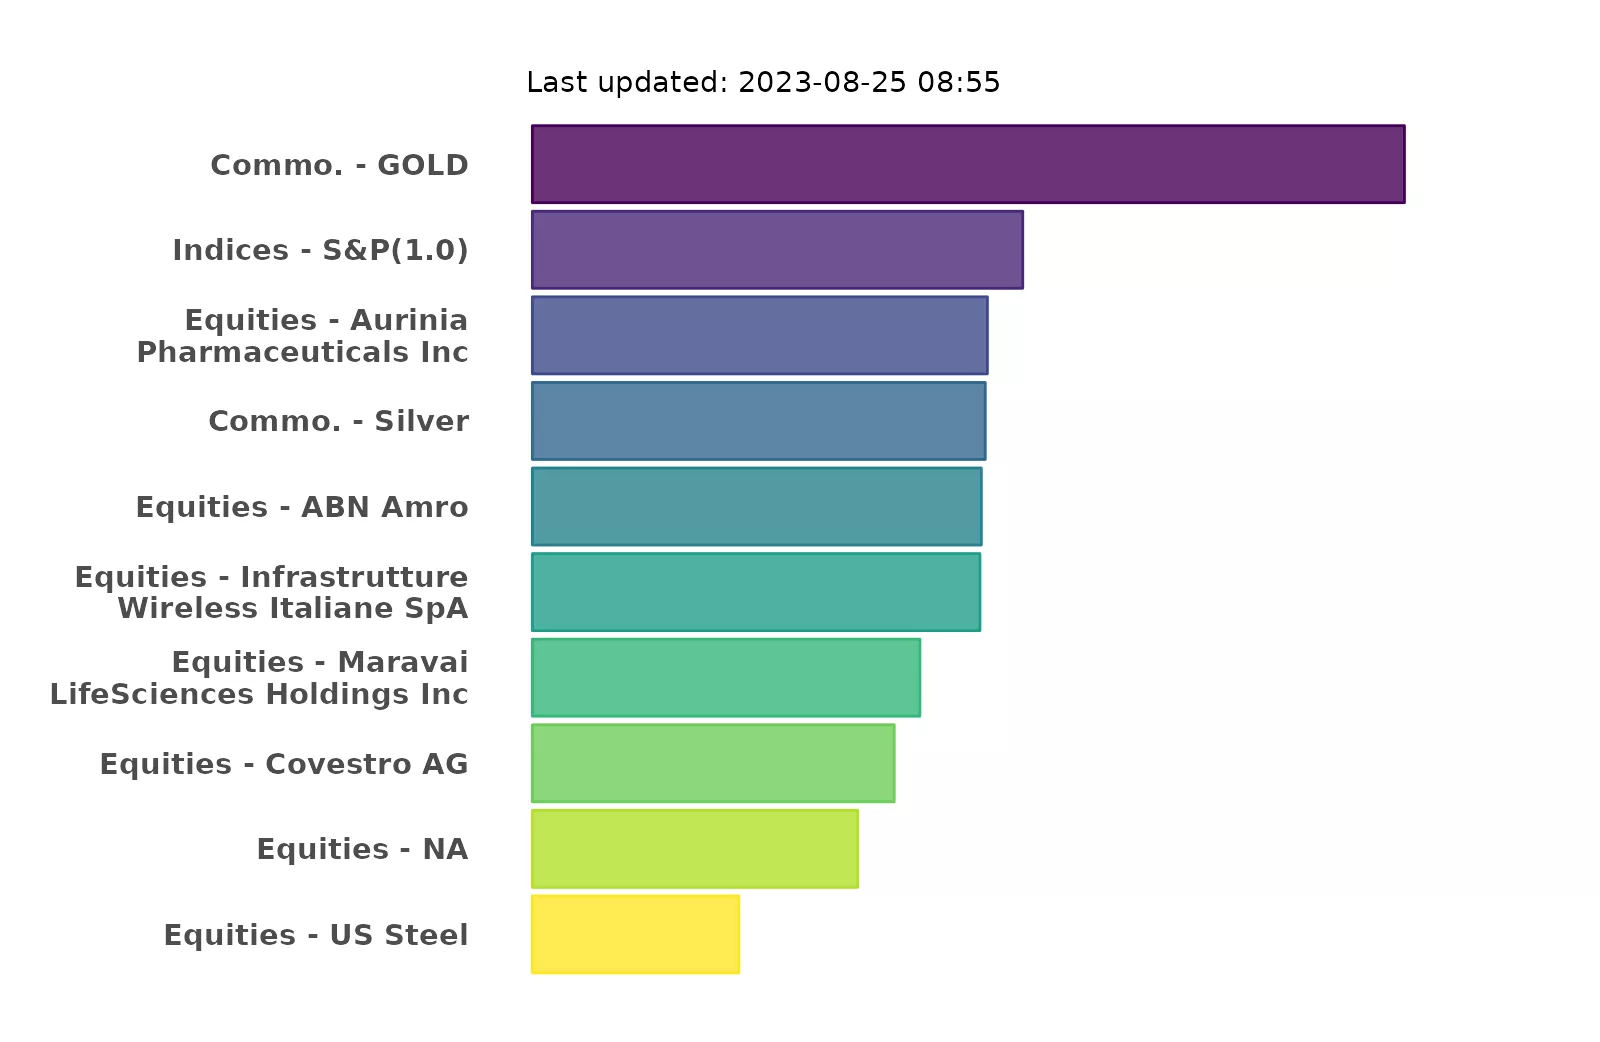 Last updated: 2023-08-25 08:55
Commo. - GOLD
Indices - S&P(1.0)
Equities - Aurinia
Pharmaceuticals Inc
Commo. - Silver
Equities - ABN Amro
Equities - Infrastrutture
Wireless Italiane SpA
Equities - Maravai
LifeSciences Holdings Inc
Equities - Covestro AG
Equities - NA
Equities - US Steel